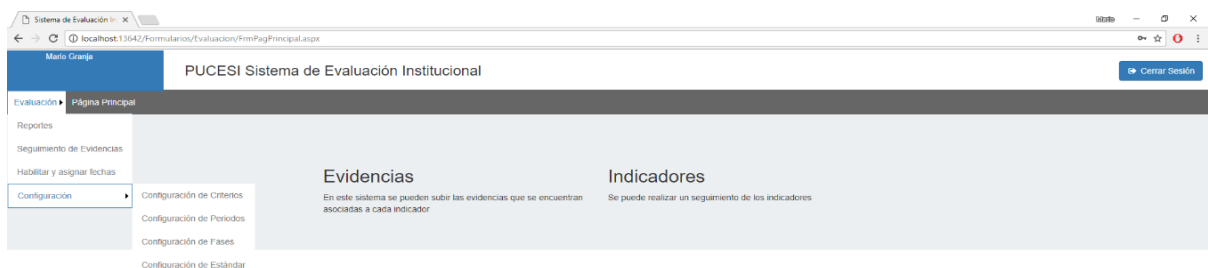 Sistema de Evaluación In
localhost:13642/Formularios/Evaluacion/FrmPagPrincipal.aspx
Mario Granja
PUCESI Sistema de Evaluación Institucional
Cerrar Sesión
Evaluación
Página Principal
Reportes
Seguimiento de Evidencias
Habilitar y asignar fechas
Configuración
Configuración de Criterios
Configuración de Periodos
Configuración de Fases
Configuración de Estándar
Evidencias
En este sistema se pueden subir las evidencias que se encuentran
asociadas a cada indicador
Indicadores
Se puede realizar un seguimiento de los indicadores